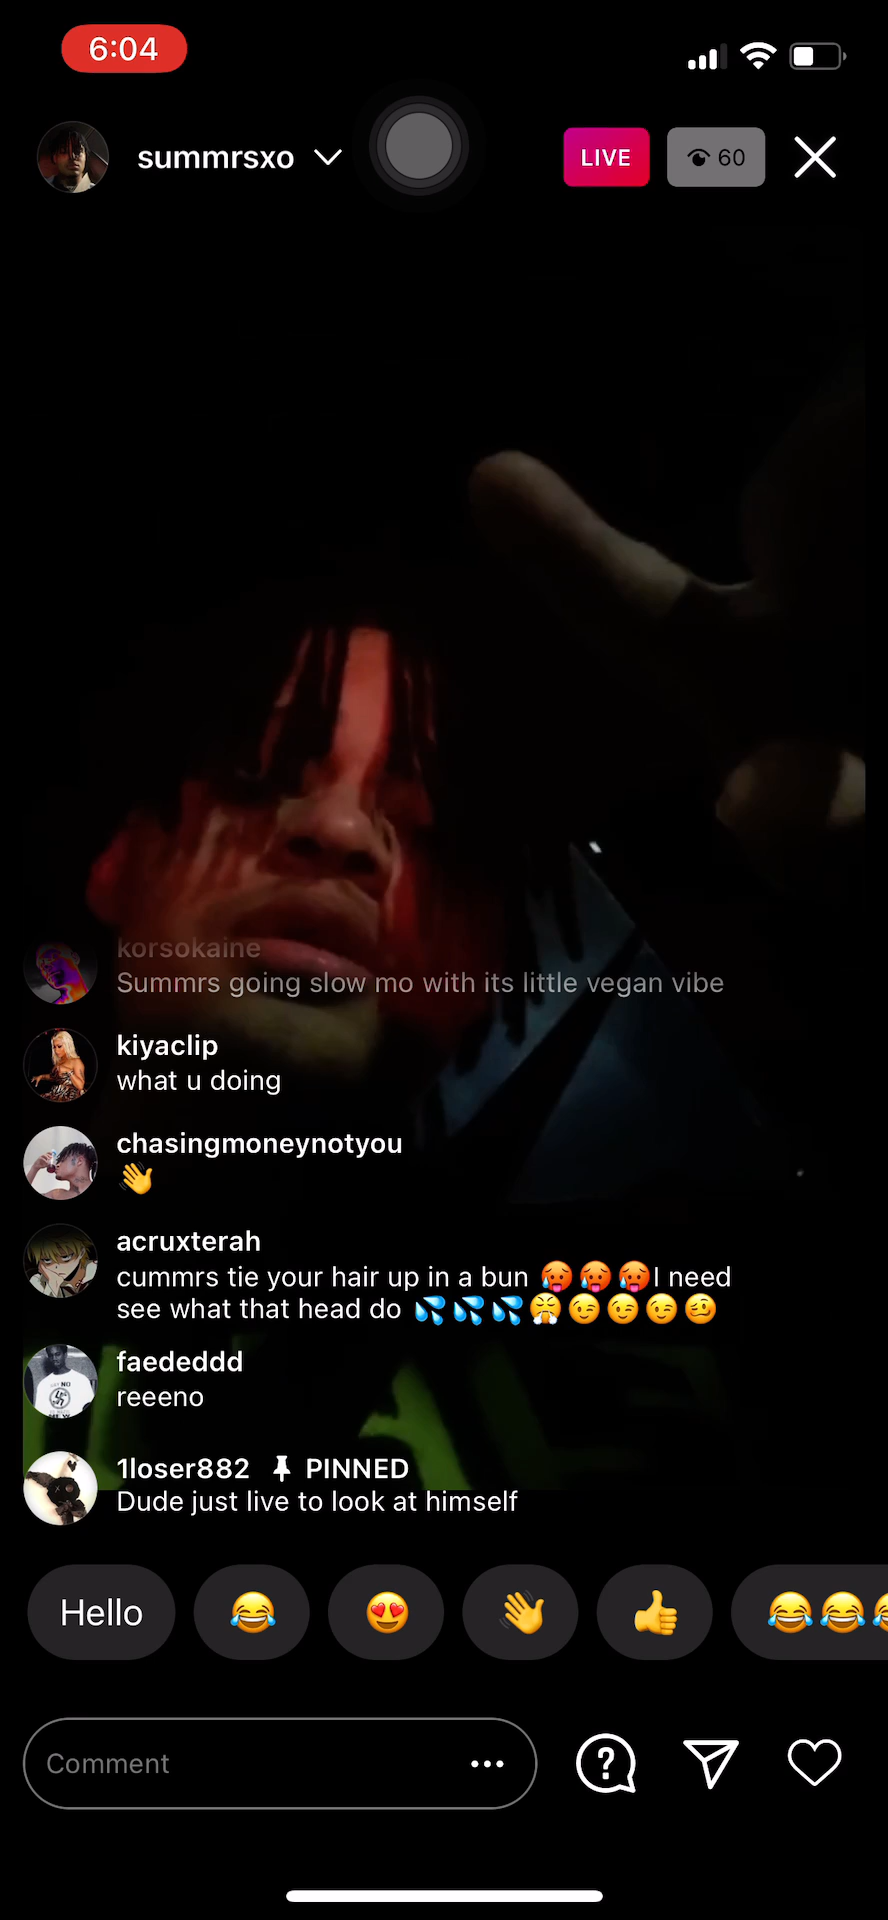 6:04
summrsxo
LIVE
60
korsokaine
Summrs going slow mo with its little vegan vibe
kiyaclip
what u doing
chasingmoneynotyou
👋
acruxterah
cummrs tie your hair up in a bun 🥵🥵🥵I need
see what that head do 💦💦💦😤😉😉😉🥴
faededdd
reeeno
1loser882 📌 PINNED
Dude just live to look at himself
Hello 😂 😍 👋 👍 😂😂😂
Comment